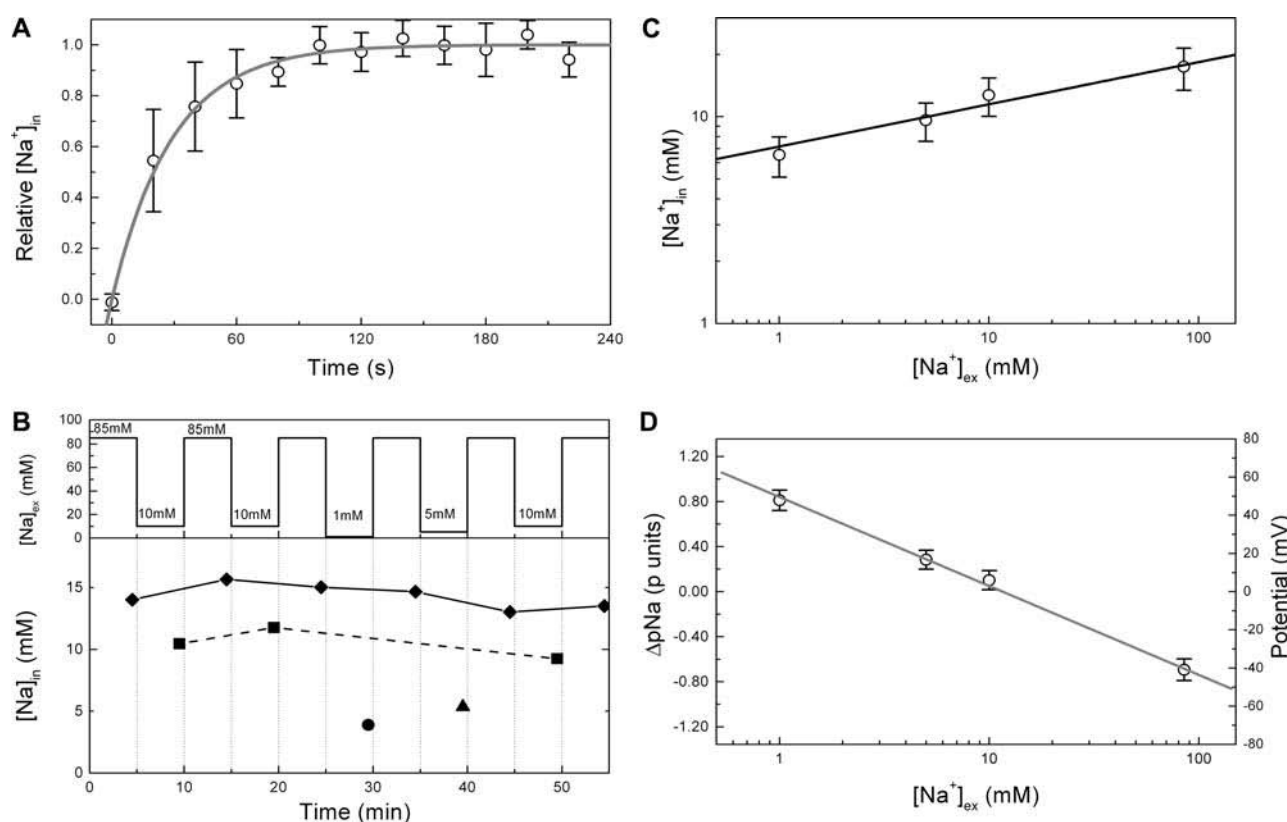 A
Relative [Na⁺]in
1.0
0.8
0.6
0.4
0.2
0.0
0 60 120 180 240
Time (s)
B
[Na]ex (mM)
100
80
60
40
20
0
85mM 85mM
10mM 10mM 1mM 5mM 10mM
[Na]in (mM)
15
10
5
0
0 10 20 30 40 50
Time (min)
C
[Na⁺]in (mM)
10
1
1 10 100
[Na⁺]ex (mM)
D
ΔpNa (p units)
1.20
0.80
0.40
0.00
-0.40
-0.80
-1.20
80
60
40
20
0
-20
-40
-60
-80
Potential (mV)
1 10 100
[Na⁺]ex (mM)